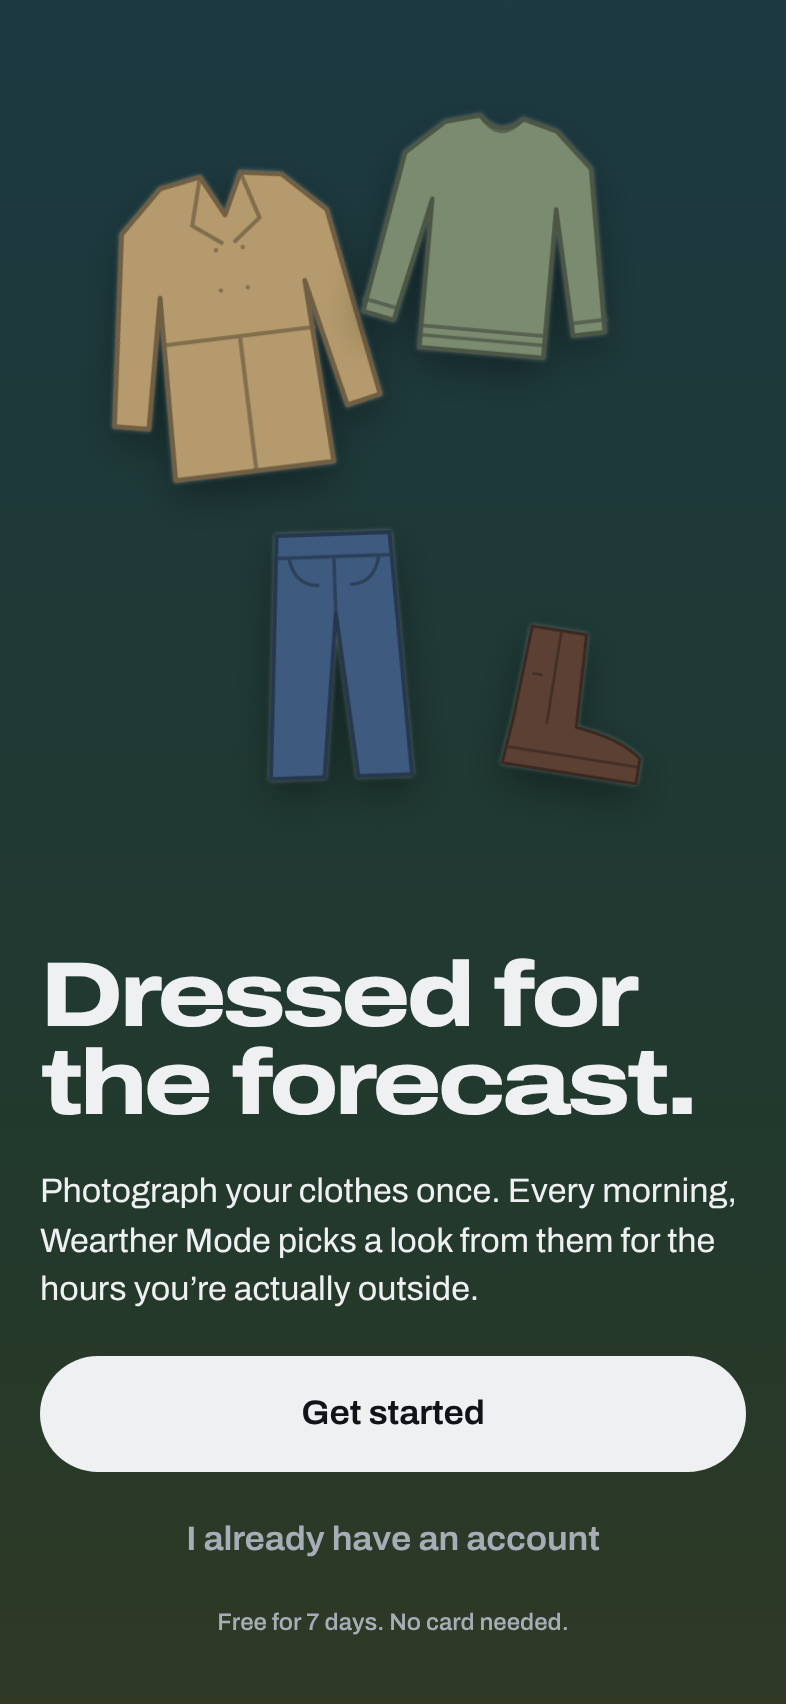 Dressed for
the forecast.
Photograph your clothes once. Every morning,
Wearther Mode picks a look from them for the
hours you’re actually outside.
Get started
I already have an account
Free for 7 days. No card needed.